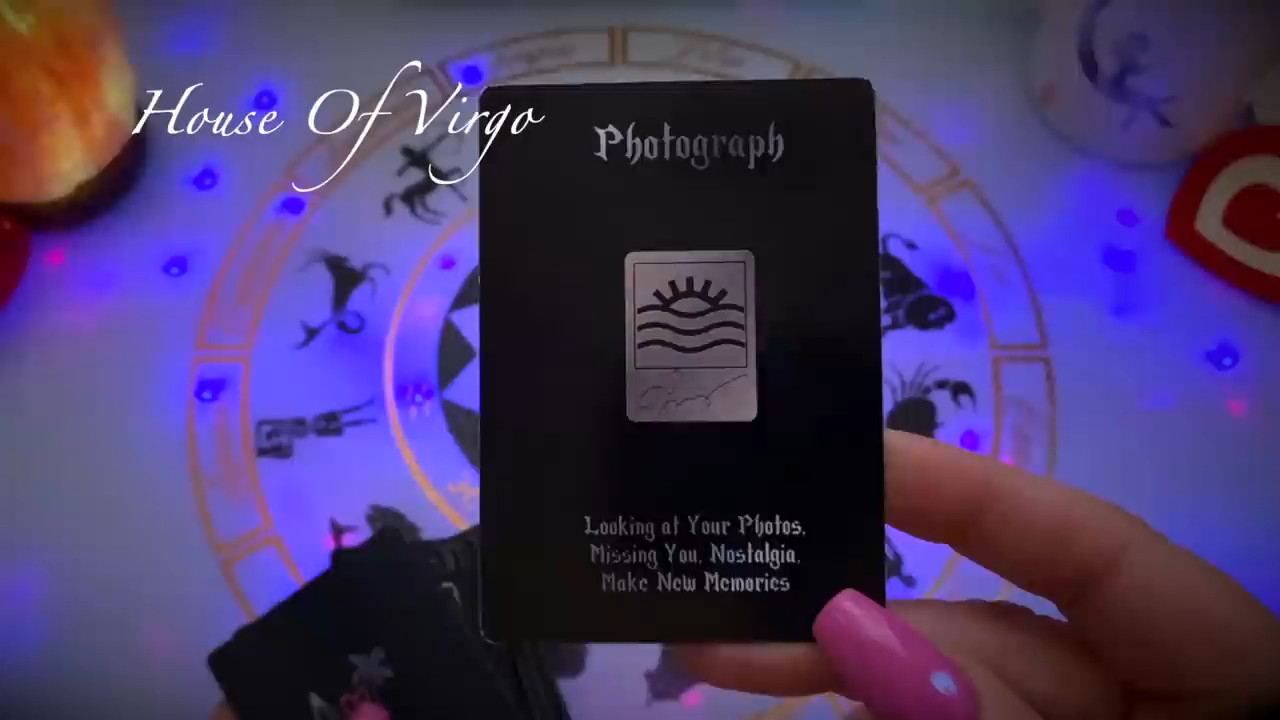 House Of Virgo
Photograph
Looking at Your Photos,
Missing You, Nostalgia,
Make New Memories